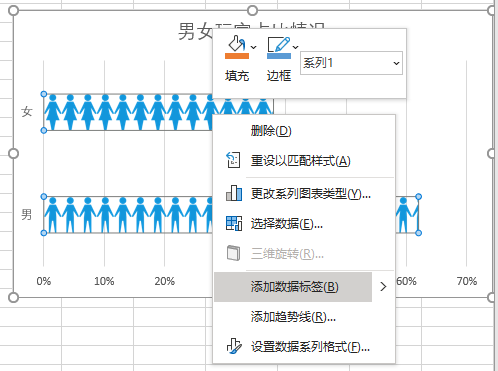 男女玩家占比情况
填充
边框
系列1
女
删除(D)
重设以匹配样式(A)
更改系列图表类型(Y)...
选择数据(E)...
男
三维旋转(R)...
0%
10%
20%
60%
70%
添加数据标签(B)
添加趋势线(R)...
设置数据系列格式(F)...